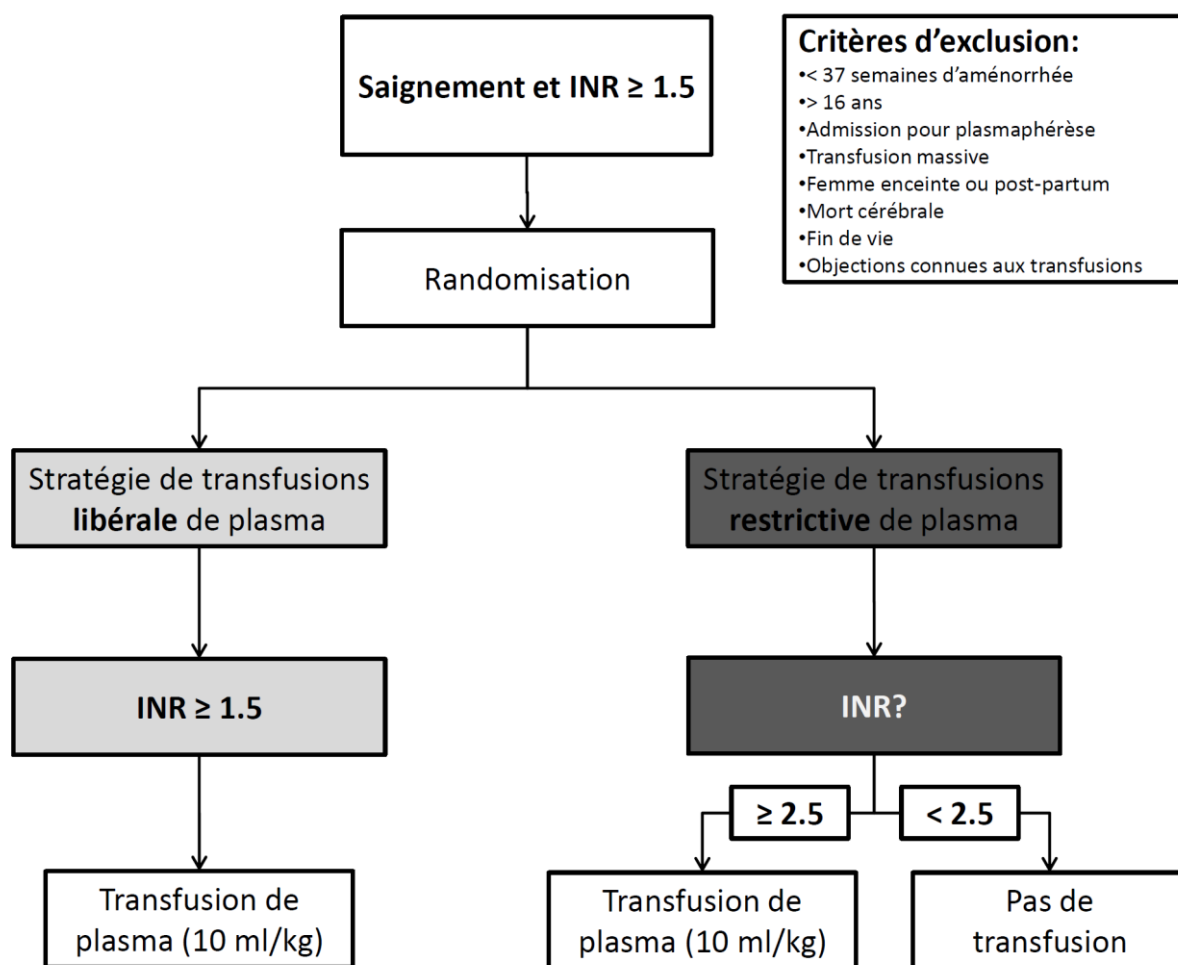 Saignement et INR ≥ 1.5
Critères d’exclusion:
•< 37 semaines d’aménorrhée
•> 16 ans
•Admission pour plasmaphérèse
•Transfusion massive
•Femme enceinte ou post-partum
•Mort cérébrale
•Fin de vie
•Objections connues aux transfusions
Randomisation
Stratégie de transfusions
libérale de plasma
Stratégie de transfusions
restrictive de plasma
INR ≥ 1.5
INR?
≥ 2.5
< 2.5
Transfusion de
plasma (10 ml/kg)
Transfusion de
plasma (10 ml/kg)
Pas de
transfusion